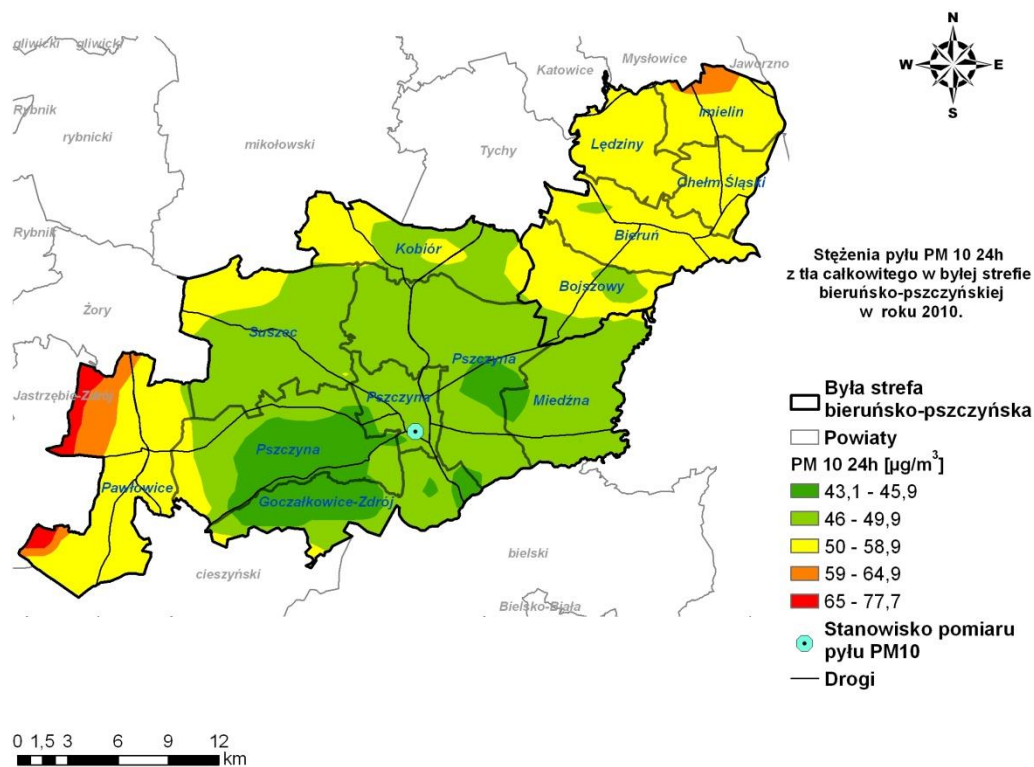 gliwicki gliwicki
Mysłowice
Jaworzno
Katowice
Rybnik
rybnicki
mikołowski
Tychy
Imielin
Lędziny
Chełm Śląski
Rybnik
Kobiór
Bieruń
Bojszowy
Żory
Suszec
Pszczyna
Jastrzębie-Zdrój
Pszczyna
Miedźna
Pszczyna
Pawłowice
Goczałkowice-Zdrój
cieszyński
bielski
Bielsko-Biała
N
W E
S
Stężenia pyłu PM 10 24h
z tła całkowitego w byłej strefie
bieruńsko-pszczyńskiej
w roku 2010.
Była strefa
bieruńsko-pszczyńska
Powiaty
PM 10 24h [µg/m³]
43,1 - 45,9
46 - 49,9
50 - 58,9
59 - 64,9
65 - 77,7
Stanowisko pomiaru
pyłu PM10
Drogi
0 1,5 3 6 9 12
km